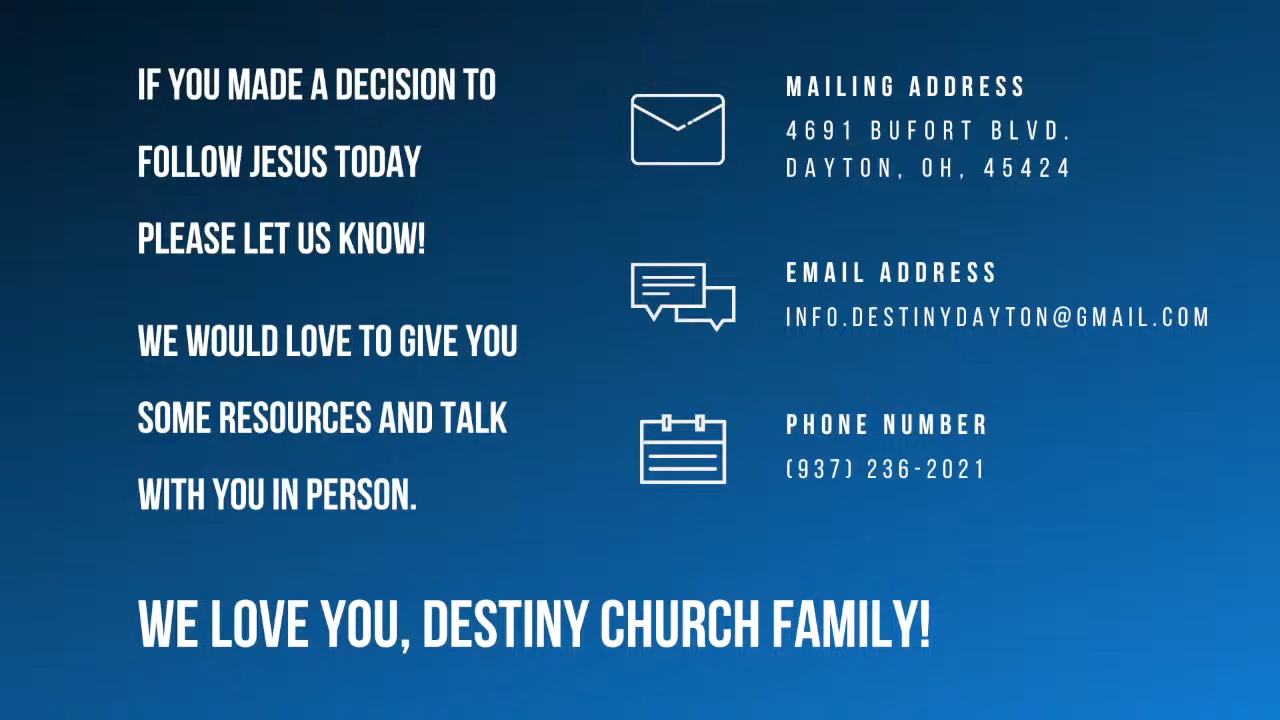 IF YOU MADE A DECISION TO
FOLLOW JESUS TODAY
PLEASE LET US KNOW!
WE WOULD LOVE TO GIVE YOU
SOME RESOURCES AND TALK
WITH YOU IN PERSON.
MAILING ADDRESS
4691 BUFORT BLVD.
DAYTON, OH, 45424
EMAIL ADDRESS
INFO.DESTINYDAYTON@GMAIL.COM
PHONE NUMBER
(937) 236-2021
WE LOVE YOU, DESTINY CHURCH FAMILY!